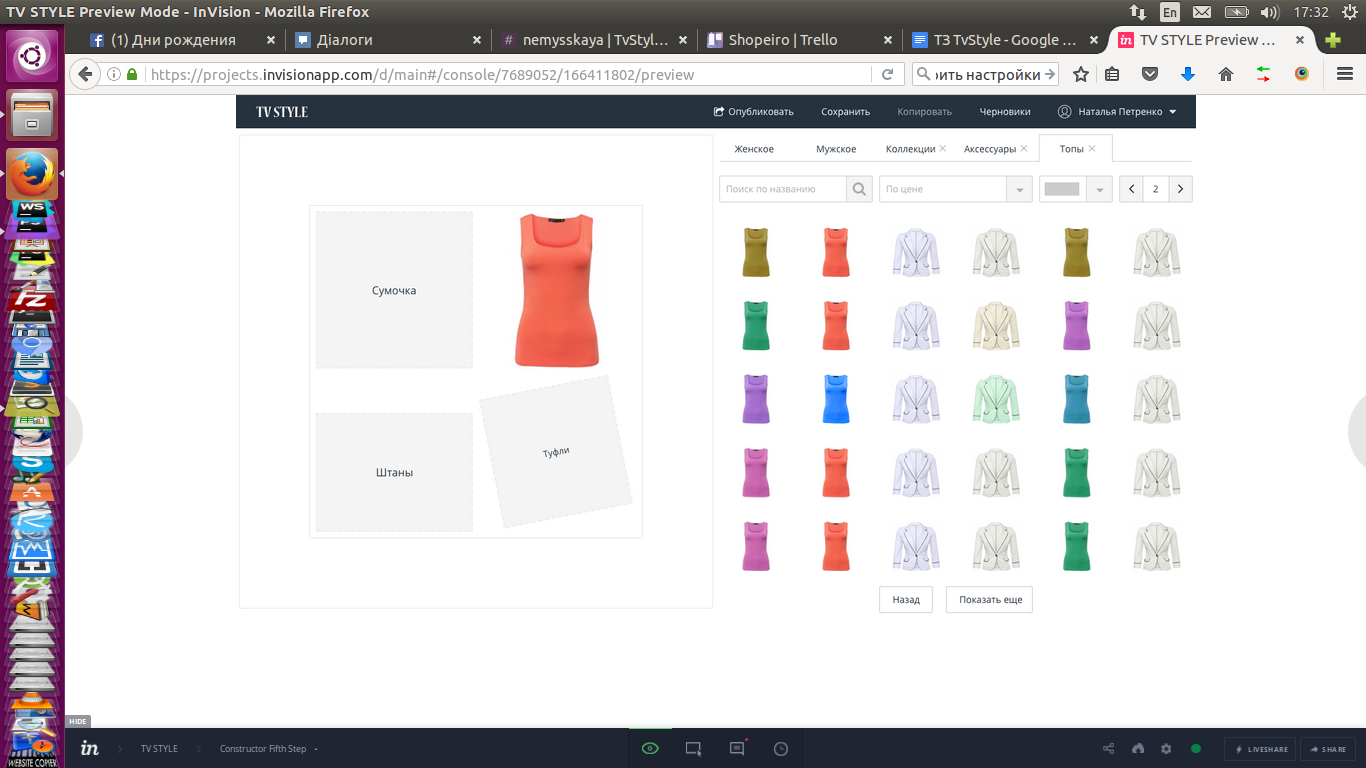 TV STYLE Preview Mode - InVision - Mozilla Firefox
En
17:32
(1) Дни рождения
Діалоги
nemysskaya | TvStyl...
Shopeiro | Trello
ТЗ TvStyle - Google ...
TV STYLE Preview ...
https://projects.invisionapp.com/d/main#/console/7689052/166411802/preview
ить настройки
TV STYLE
Опубликовать
Сохранить
Копировать
Черновики
Наталья Петренко
Женское
Мужское
Коллекции
Аксессуары
Топы
Поиск по названию
По цене
2
Сумочка
Штаны
Туфли
Назад
Показать еще
HIDE
in
TV STYLE
Constructor Fifth Step
LIVESHARE
SHARE
WS
Fz
WEBSITE COPIER